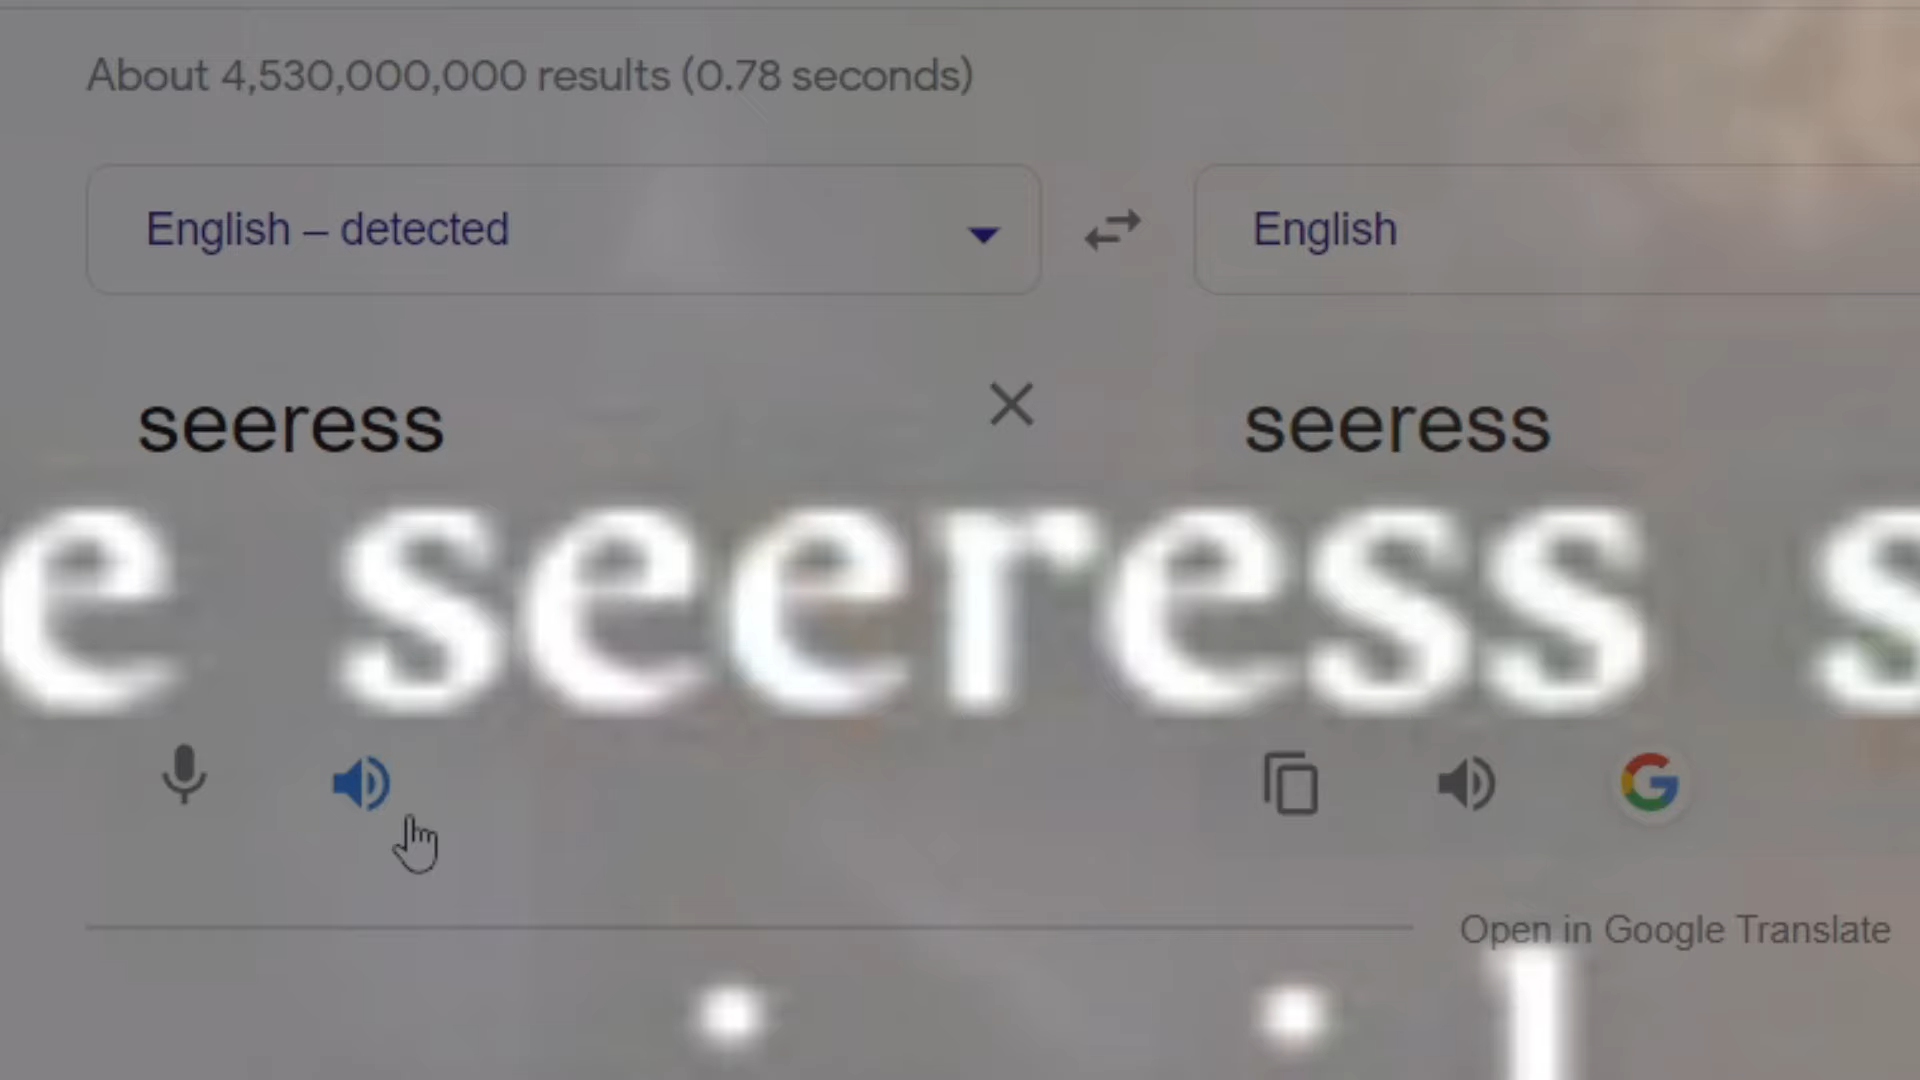 About 4,530,000,000 results (0.78 seconds)
English – detected
English
seeress
seeress
seeress
Open in Google Translate